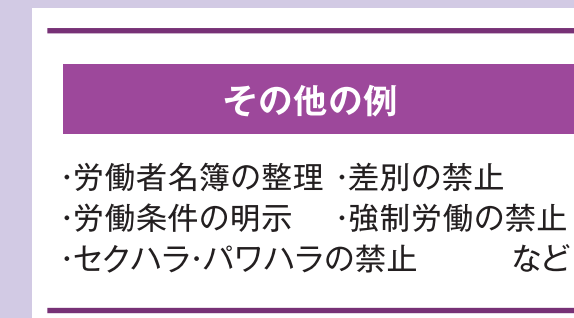 その他の例
·労働者名簿の整理 ·差別の禁止
·労働条件の明示 ·強制労働の禁止
·セクハラ·パワハラの禁止 など